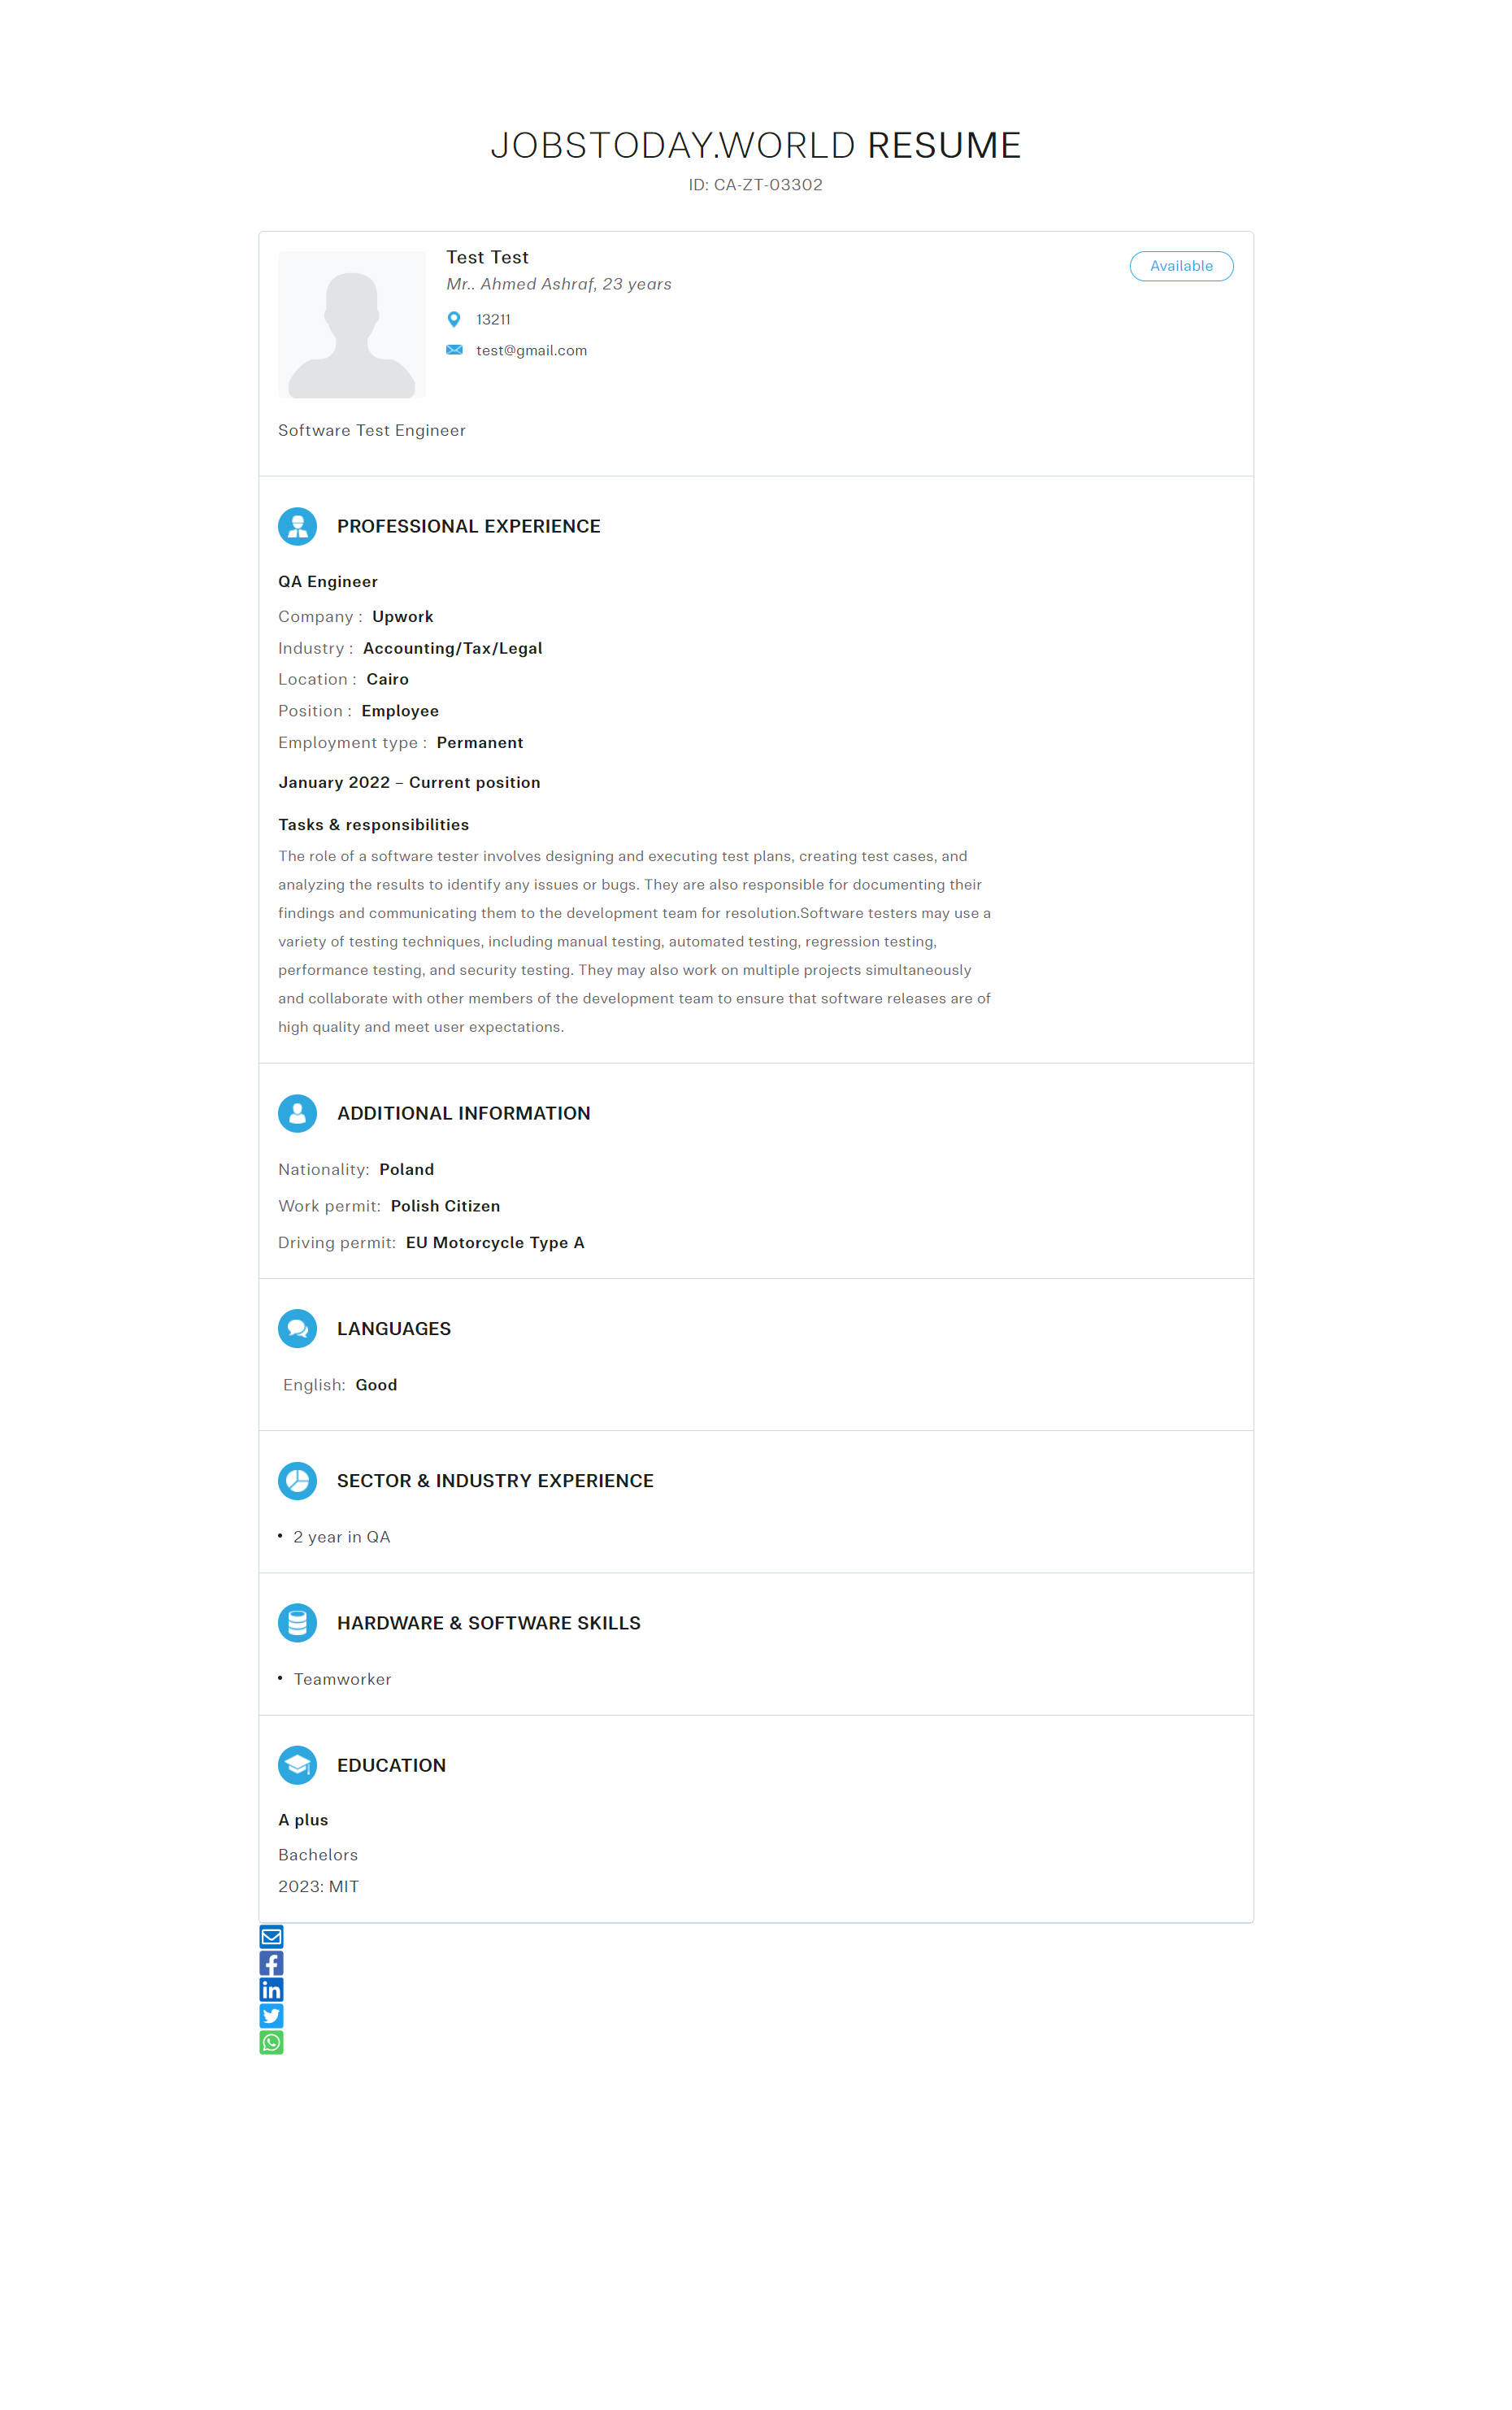 JOBSTODAY.WORLD RESUME
ID: CA-ZT-03302
Test Test
Available
Mr.. Ahmed Ashraf, 23 years
13211
test@gmail.com
Software Test Engineer
PROFESSIONAL EXPERIENCE
QA Engineer
Company : Upwork
Industry : Accounting/Tax/Legal
Location : Cairo
Position : Employee
Employment type : Permanent
January 2022 – Current position
Tasks & responsibilities
The role of a software tester involves designing and executing test plans, creating test cases, and
analyzing the results to identify any issues or bugs. They are also responsible for documenting their
findings and communicating them to the development team for resolution.Software testers may use a
variety of testing techniques, including manual testing, automated testing, regression testing,
performance testing, and security testing. They may also work on multiple projects simultaneously
and collaborate with other members of the development team to ensure that software releases are of
high quality and meet user expectations.
ADDITIONAL INFORMATION
Nationality: Poland
Work permit: Polish Citizen
Driving permit: EU Motorcycle Type A
LANGUAGES
English: Good
SECTOR & INDUSTRY EXPERIENCE
• 2 year in QA
HARDWARE & SOFTWARE SKILLS
• Teamworker
EDUCATION
A plus
Bachelors
2023: MIT